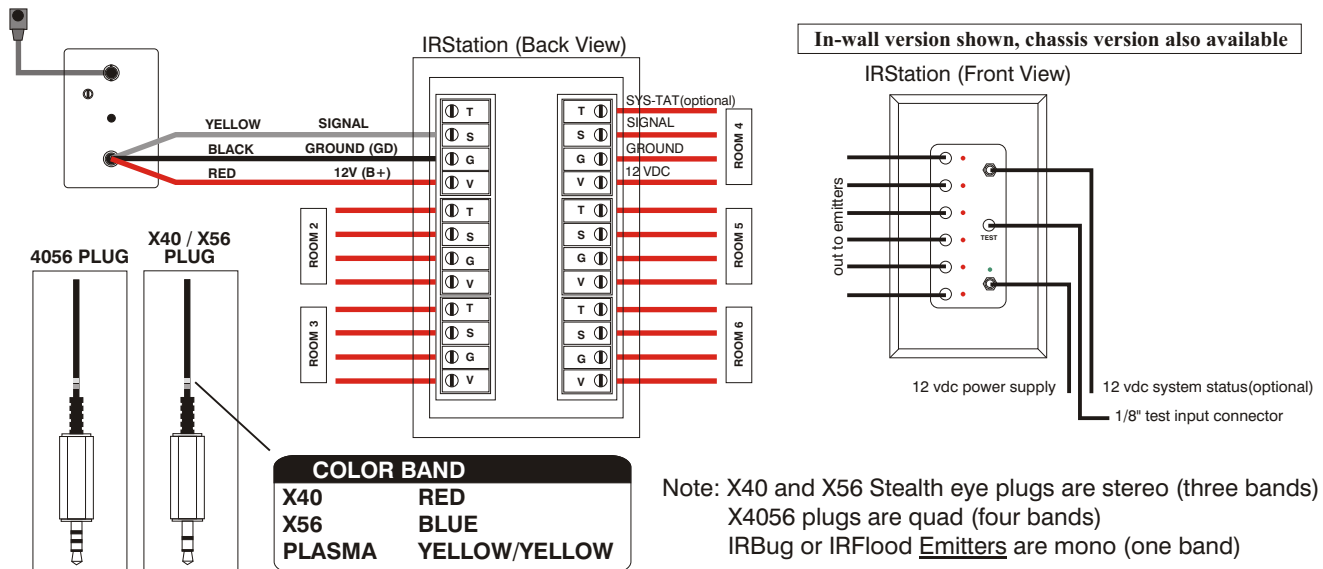 In-wall version shown, chassis version also available
IRStation (Back View)
IRStation (Front View)
YELLOW SIGNAL
BLACK GROUND (GD)
RED 12V (B+)
T
S
G
V
T
S
G
V
T
S
G
V
T
S
G
V
T
S
G
V
T
S
G
V
SYS-TAT(optional)
SIGNAL
GROUND
12 VDC
ROOM 4
ROOM 2
ROOM 5
ROOM 3
ROOM 6
out to emitters
TEST
12 vdc power supply
12 vdc system status(optional)
1/8" test input connector
4056 PLUG
X40 / X56
PLUG
COLOR BAND
X40 RED
X56 BLUE
PLASMA YELLOW/YELLOW
Note: X40 and X56 Stealth eye plugs are stereo (three bands)
X4056 plugs are quad (four bands)
IRBug or IRFlood Emitters are mono (one band)